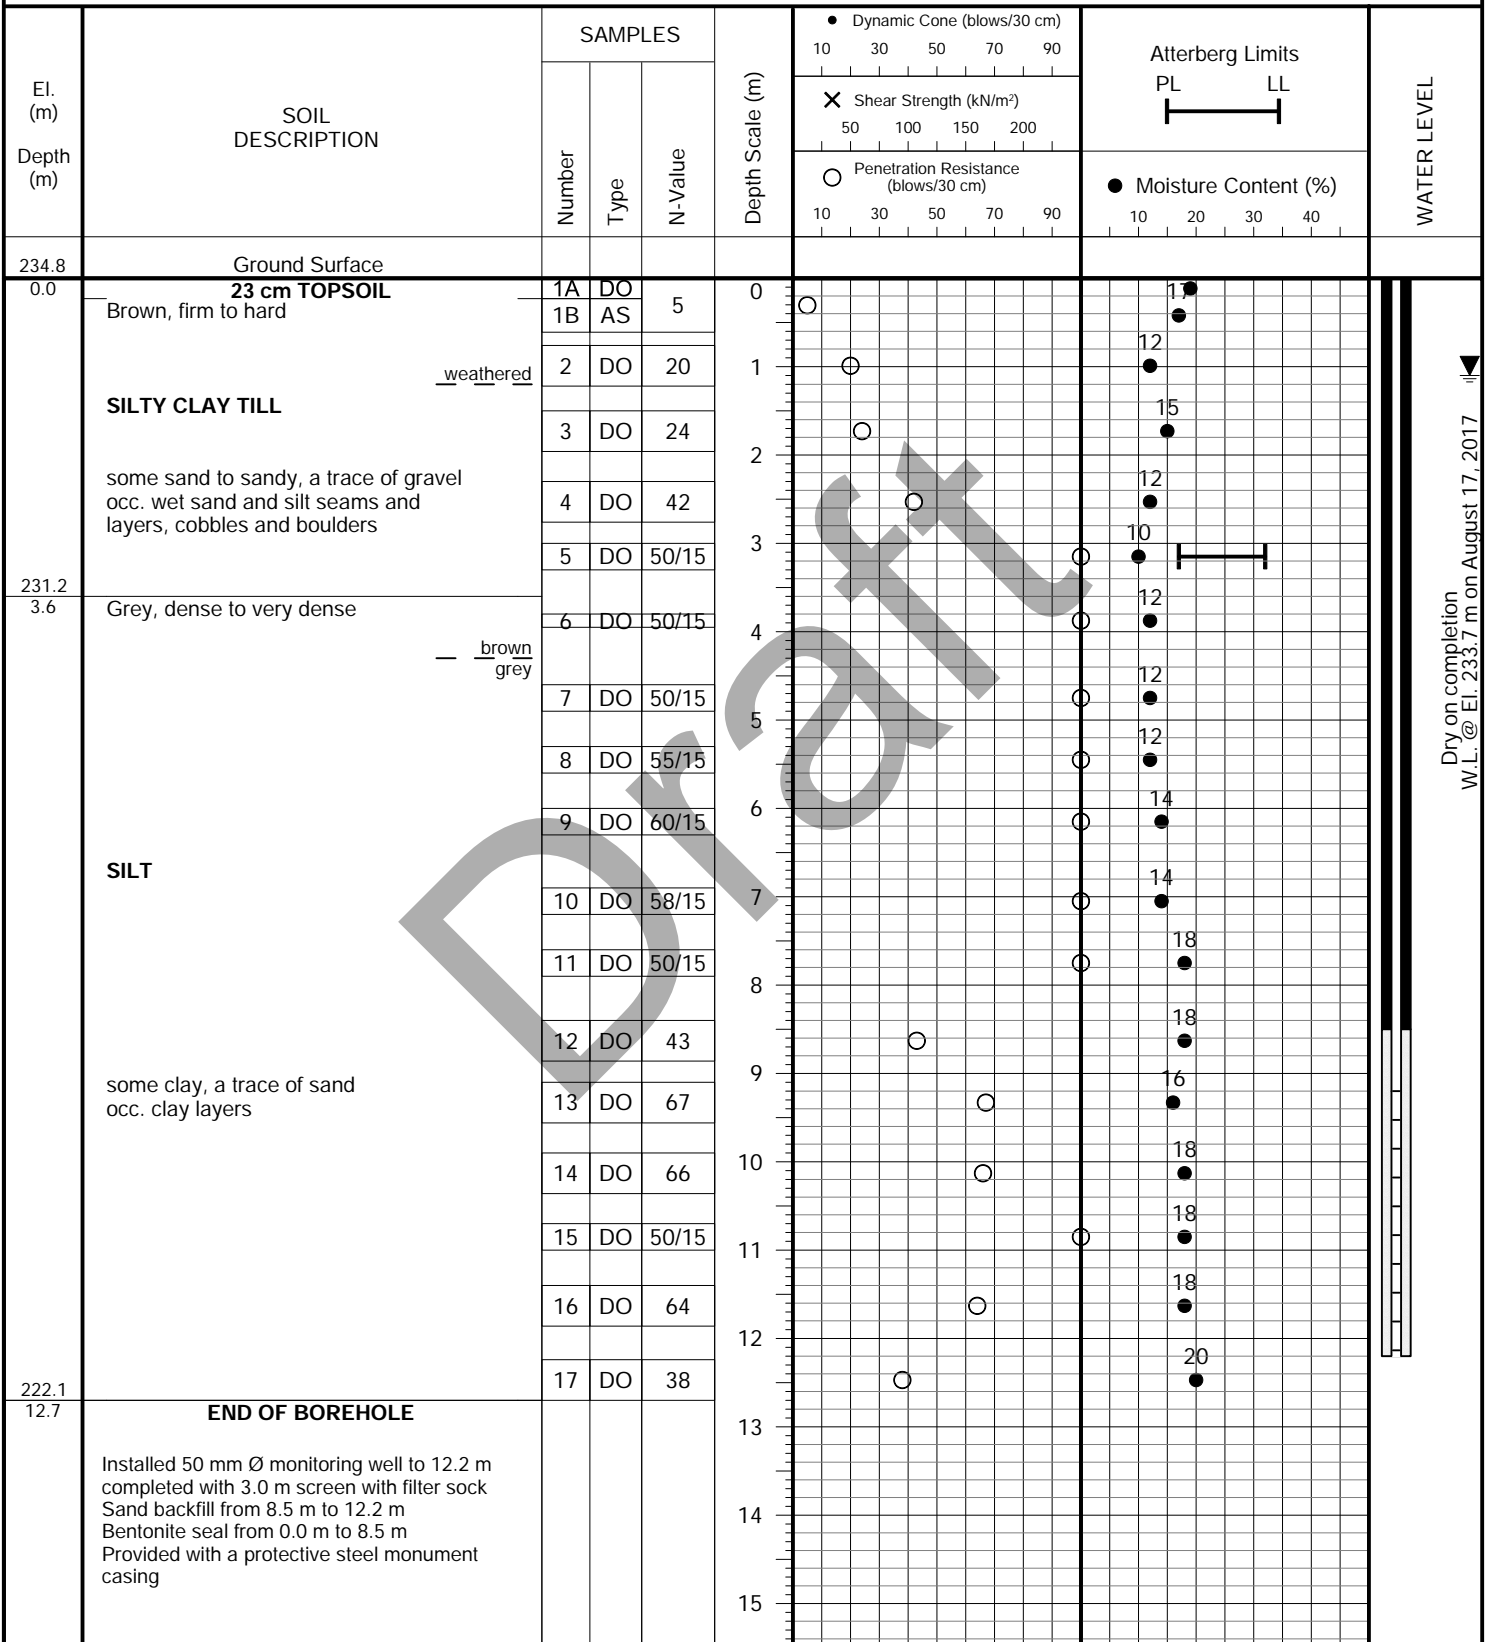 El.
(m)
Depth
(m)
SOIL
DESCRIPTION
SAMPLES
Number
Type
N-Value
Depth Scale (m)
Dynamic Cone (blows/30 cm)
10 30 50 70 90
Shear Strength (kN/m²)
50 100 150 200
Penetration Resistance
(blows/30 cm)
10 30 50 70 90
Atterberg Limits
PL LL
Moisture Content (%)
10 20 30 40
WATER LEVEL
234.8 Ground Surface
0.0 23 cm TOPSOIL 1A DO 0
Brown, firm to hard 1B AS 5 17
12
weathered 2 DO 20 1
SILTY CLAY TILL
15
3 DO 24
2
some sand to sandy, a trace of gravel 12
occ. wet sand and silt seams and 4 DO 42
layers, cobbles and boulders
10
3
5 DO 50/15
231.2
3.6 Grey, dense to very dense 12
6 DO 50/15
4
brown
grey
12
7 DO 50/15
5
12
8 DO 55/15
14
6
9 DO 60/15
SILT
14
7
10 DO 58/15
18
11 DO 50/15
8
18
12 DO 43
9
16
some clay, a trace of sand
occ. clay layers 13 DO 67
18
10
14 DO 66
18
15 DO 50/15
11
18
16 DO 64
12
20
17 DO 38
222.1
12.7 END OF BOREHOLE
13
Installed 50 mm Ø monitoring well to 12.2 m
completed with 3.0 m screen with filter sock
Sand backfill from 8.5 m to 12.2 m
14
Bentonite seal from 0.0 m to 8.5 m
Provided with a protective steel monument
casing
15
Dry on completion
W.L. @ El. 233.7 m on August 17, 2017
Draft